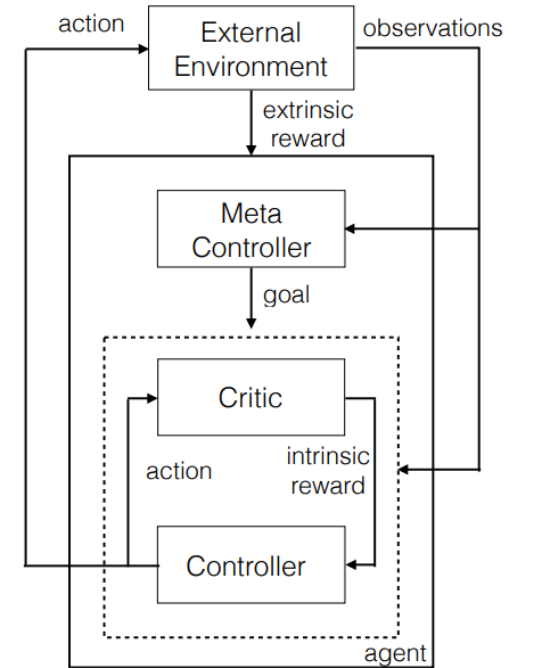 action
External
Environment
observations
extrinsic
reward
Meta
Controller
goal
Critic
action
intrinsic
reward
Controller
agent